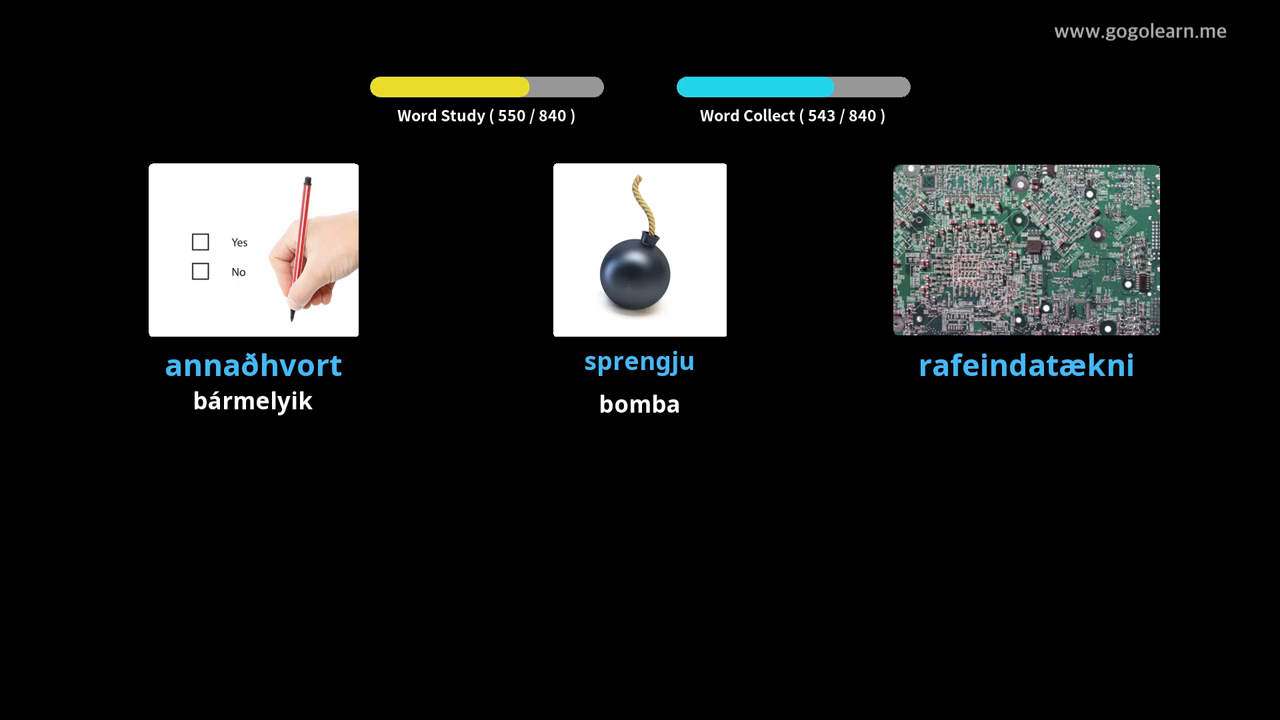 www.gogolearn.me
Word Study ( 550 / 840 )
Word Collect ( 543 / 840 )
Yes
No
annaðhvort
bármelyik
sprengju
bomba
rafeindatækni